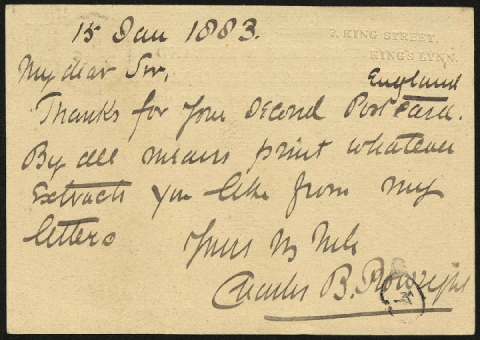 15 Jan 1883.
7. KING STREET.
KING'S LYNN.
England
My dear Sir,
Thanks for your second Post card.
By all means print whatever
Extracts you like from my
letters
Yours
Charles B. Plowright